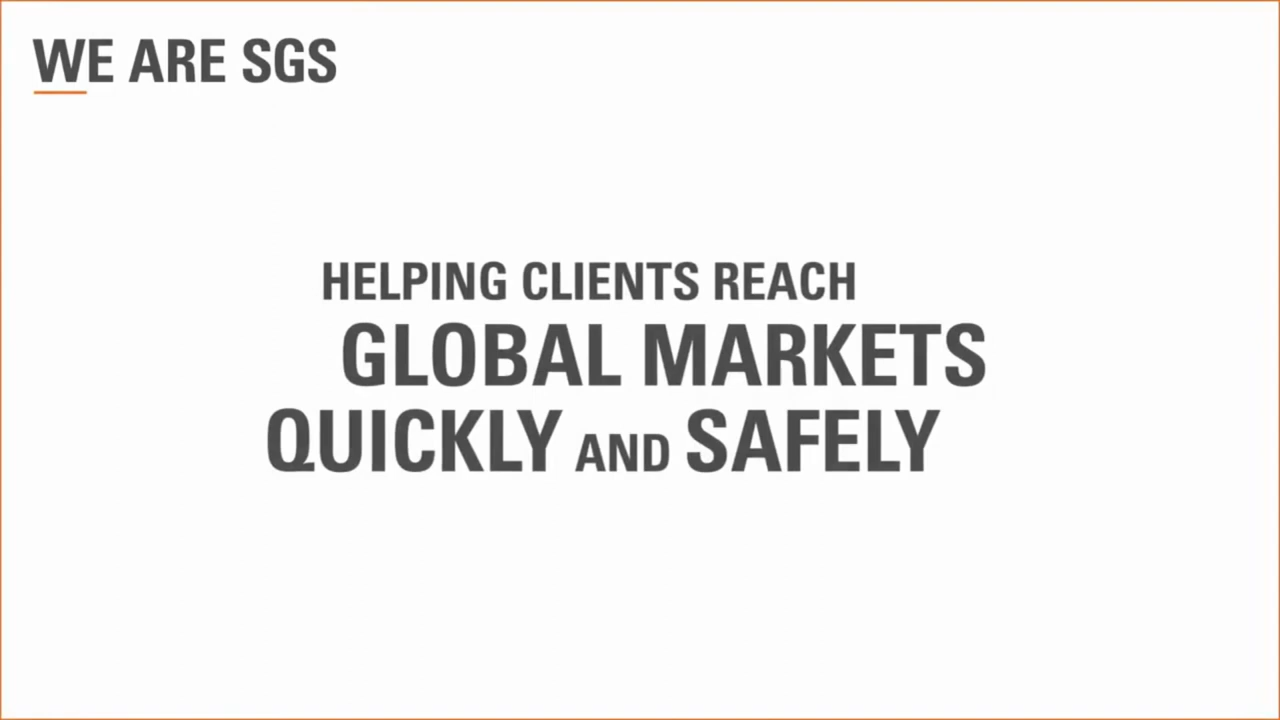 WE ARE SGS
HELPING CLIENTS REACH
GLOBAL MARKETS
QUICKLY AND SAFELY